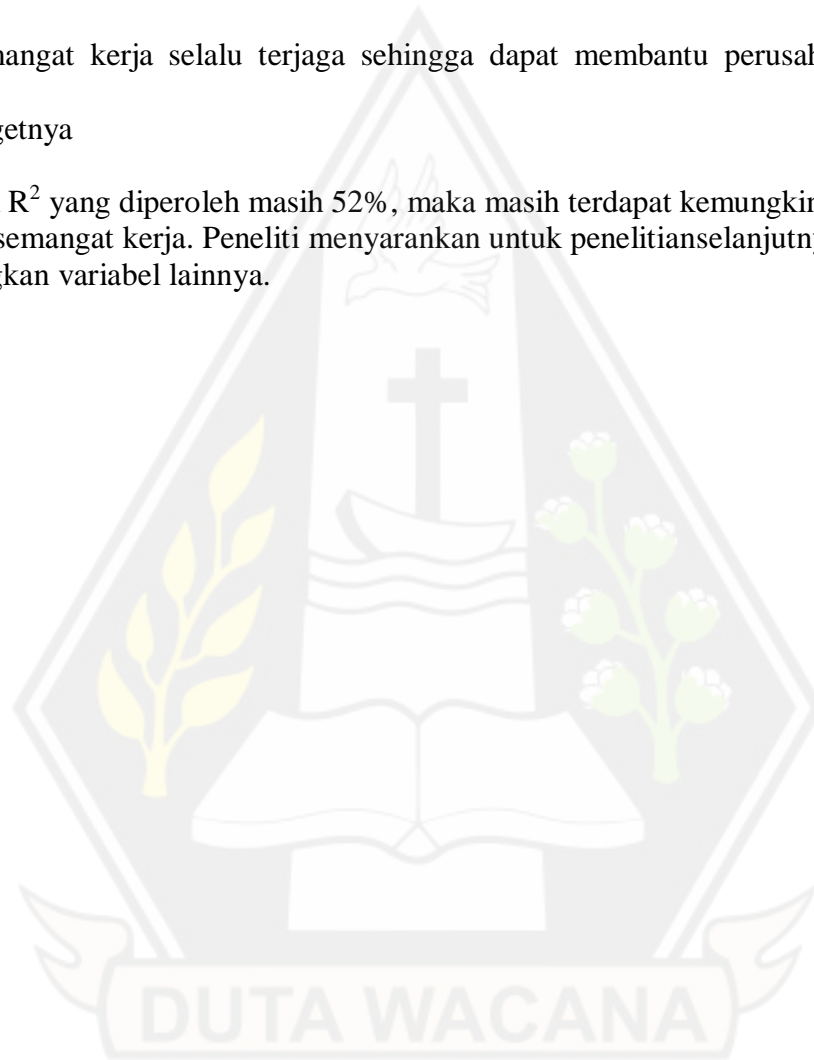 mangat kerja selalu terjaga sehingga dapat membantu perusah
getnya
R² yang diperoleh masih 52%, maka masih terdapat kemungkin
semangat kerja. Peneliti menyarankan untuk penelitianselanjutny
gkan variabel lainnya.
DUTA WACANA